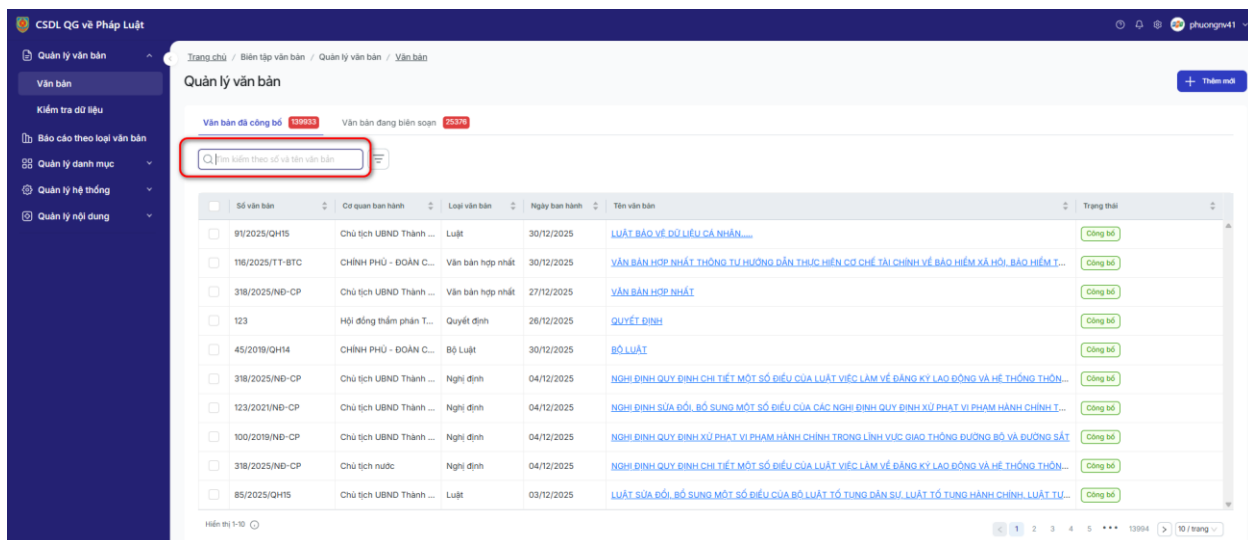 CSDL QG về Pháp Luật
phuongnv41
Quản lý văn bản
Văn bản
Kiểm tra dữ liệu
Báo cáo theo loại văn bản
Quản lý danh mục
Quản lý hệ thống
Quản lý nội dung
Trang chủ / Biên tập văn bản / Quản lý văn bản / Văn bản
Quản lý văn bản
+ Thêm mới
Văn bản đã công bố 139933 Văn bản đang biên soạn 25376
Tìm kiếm theo số và tên văn bản
Số văn bản Cơ quan ban hành Loại văn bản Ngày ban hành Tên văn bản Trạng thái
91/2025/QH15 Chủ tịch UBND Thành ... Luật 30/12/2025 LUẬT BẢO VỆ DỮ LIỆU CÁ NHÂN..... Công bố
116/2025/TT-BTC CHÍNH PHỦ - ĐOÀN C... Văn bản hợp nhất 30/12/2025 VĂN BẢN HỢP NHẤT THÔNG TƯ HƯỚNG DẪN THỰC HIỆN CƠ CHẾ TÀI CHÍNH VỀ BẢO HIỂM XÃ HỘI, BẢO HIỂM T... Công bố
318/2025/NĐ-CP Chủ tịch UBND Thành ... Văn bản hợp nhất 27/12/2025 VĂN BẢN HỢP NHẤT Công bố
123 Hội đồng thẩm phán T... Quyết định 26/12/2025 QUYẾT ĐỊNH Công bố
45/2019/QH14 CHÍNH PHỦ - ĐOÀN C... Bộ Luật 30/12/2025 BỘ LUẬT Công bố
318/2025/NĐ-CP Chủ tịch UBND Thành ... Nghị định 04/12/2025 NGHỊ ĐỊNH QUY ĐỊNH CHI TIẾT MỘT SỐ ĐIỀU CỦA LUẬT VIỆC LÀM VỀ ĐĂNG KÝ LAO ĐỘNG VÀ HỆ THỐNG THÔN... Công bố
123/2021/NĐ-CP Chủ tịch UBND Thành ... Nghị định 04/12/2025 NGHỊ ĐỊNH SỬA ĐỔI, BỔ SUNG MỘT SỐ ĐIỀU CỦA CÁC NGHỊ ĐỊNH QUY ĐỊNH XỬ PHẠT VI PHẠM HÀNH CHÍNH T... Công bố
100/2019/NĐ-CP Chủ tịch UBND Thành ... Nghị định 04/12/2025 NGHỊ ĐỊNH QUY ĐỊNH XỬ PHẠT VI PHẠM HÀNH CHÍNH TRONG LĨNH VỰC GIAO THÔNG ĐƯỜNG BỘ VÀ ĐƯỜNG SẮT Công bố
318/2025/NĐ-CP Chủ tịch nước Nghị định 04/12/2025 NGHỊ ĐỊNH QUY ĐỊNH CHI TIẾT MỘT SỐ ĐIỀU CỦA LUẬT VIỆC LÀM VỀ ĐĂNG KÝ LAO ĐỘNG VÀ HỆ THỐNG THÔN... Công bố
85/2025/QH15 Chủ tịch UBND Thành ... Luật 03/12/2025 LUẬT SỬA ĐỔI, BỔ SUNG MỘT SỐ ĐIỀU CỦA BỘ LUẬT TỐ TỤNG DÂN SỰ, LUẬT TỐ TỤNG HÀNH CHÍNH, LUẬT TƯ... Công bố
Hiển thị 1-10
< 1 2 3 4 5 ••• 13994 > 10 / trang